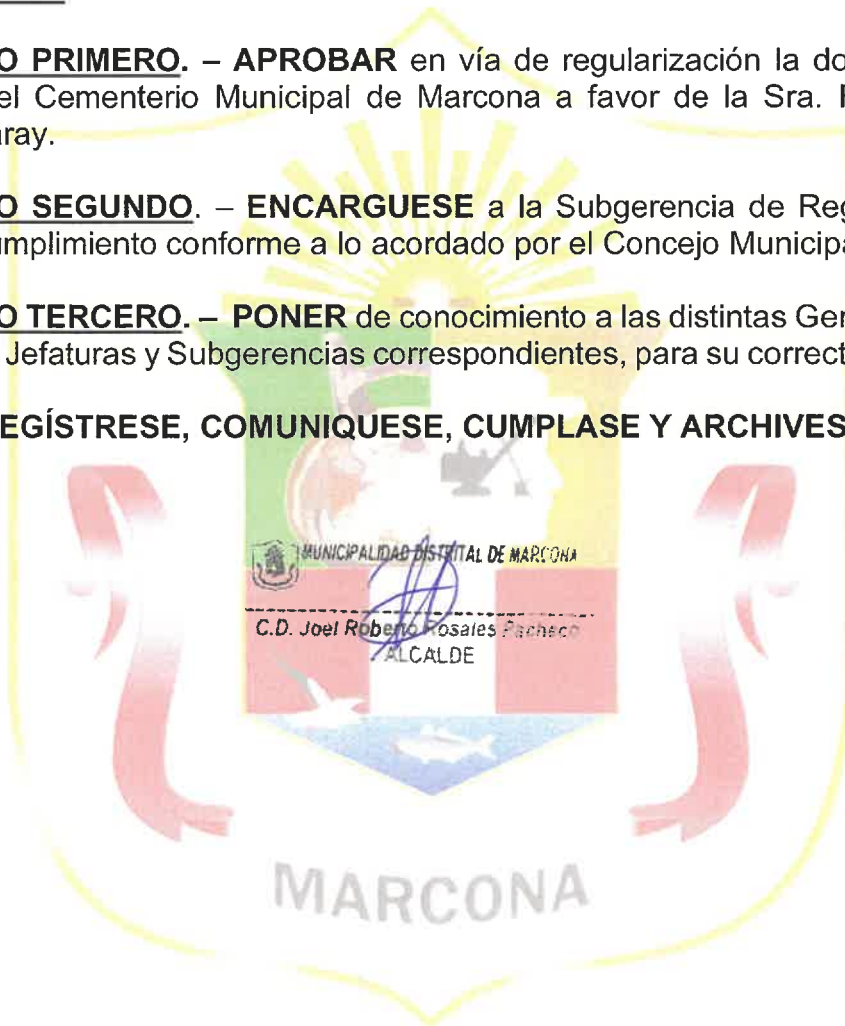 O PRIMERO. – APROBAR en vía de regularización la do
el Cementerio Municipal de Marcona a favor de la Sra.
aray.
O SEGUNDO. – ENCARGUESE a la Subgerencia de Reg
mplimiento conforme a lo acordado por el Concejo Municipa
O TERCERO. – PONER de conocimiento a las distintas Ger
Jefaturas y Subgerencias correspondientes, para su correct
EGÍSTRESE, COMUNIQUESE, CUMPLASE Y ARCHIVES
MUNICIPALIDAD DISTRITAL DE MARCONA
C.D. Joel Roberto Rosales Pacheco
ALCALDE
MARCONA